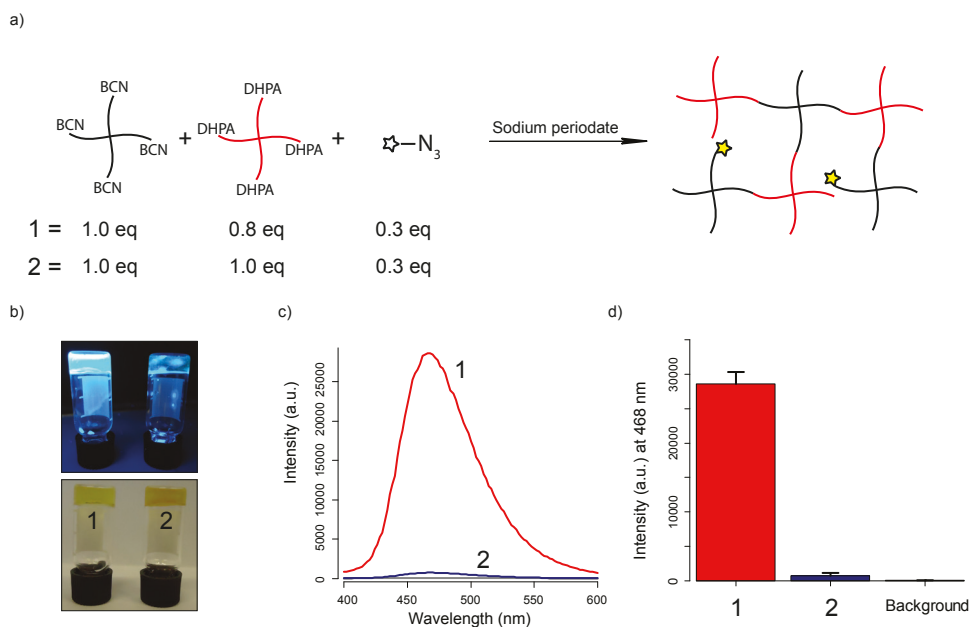 a)
BCN
BCN
BCN
BCN
+
DHPA
DHPA
DHPA
DHPA
+
N3
Sodium periodate
1 = 1.0 eq 0.8 eq 0.3 eq
2 = 1.0 eq 1.0 eq 0.3 eq
b)
1 2
c)
Intensity (a.u.)
0 5000 10000 15000 20000 25000
1
2
400 450 500 550 600
Wavelength (nm)
d)
Intensity (a.u.) at 468 nm
0 10000 20000 30000
1 2 Background